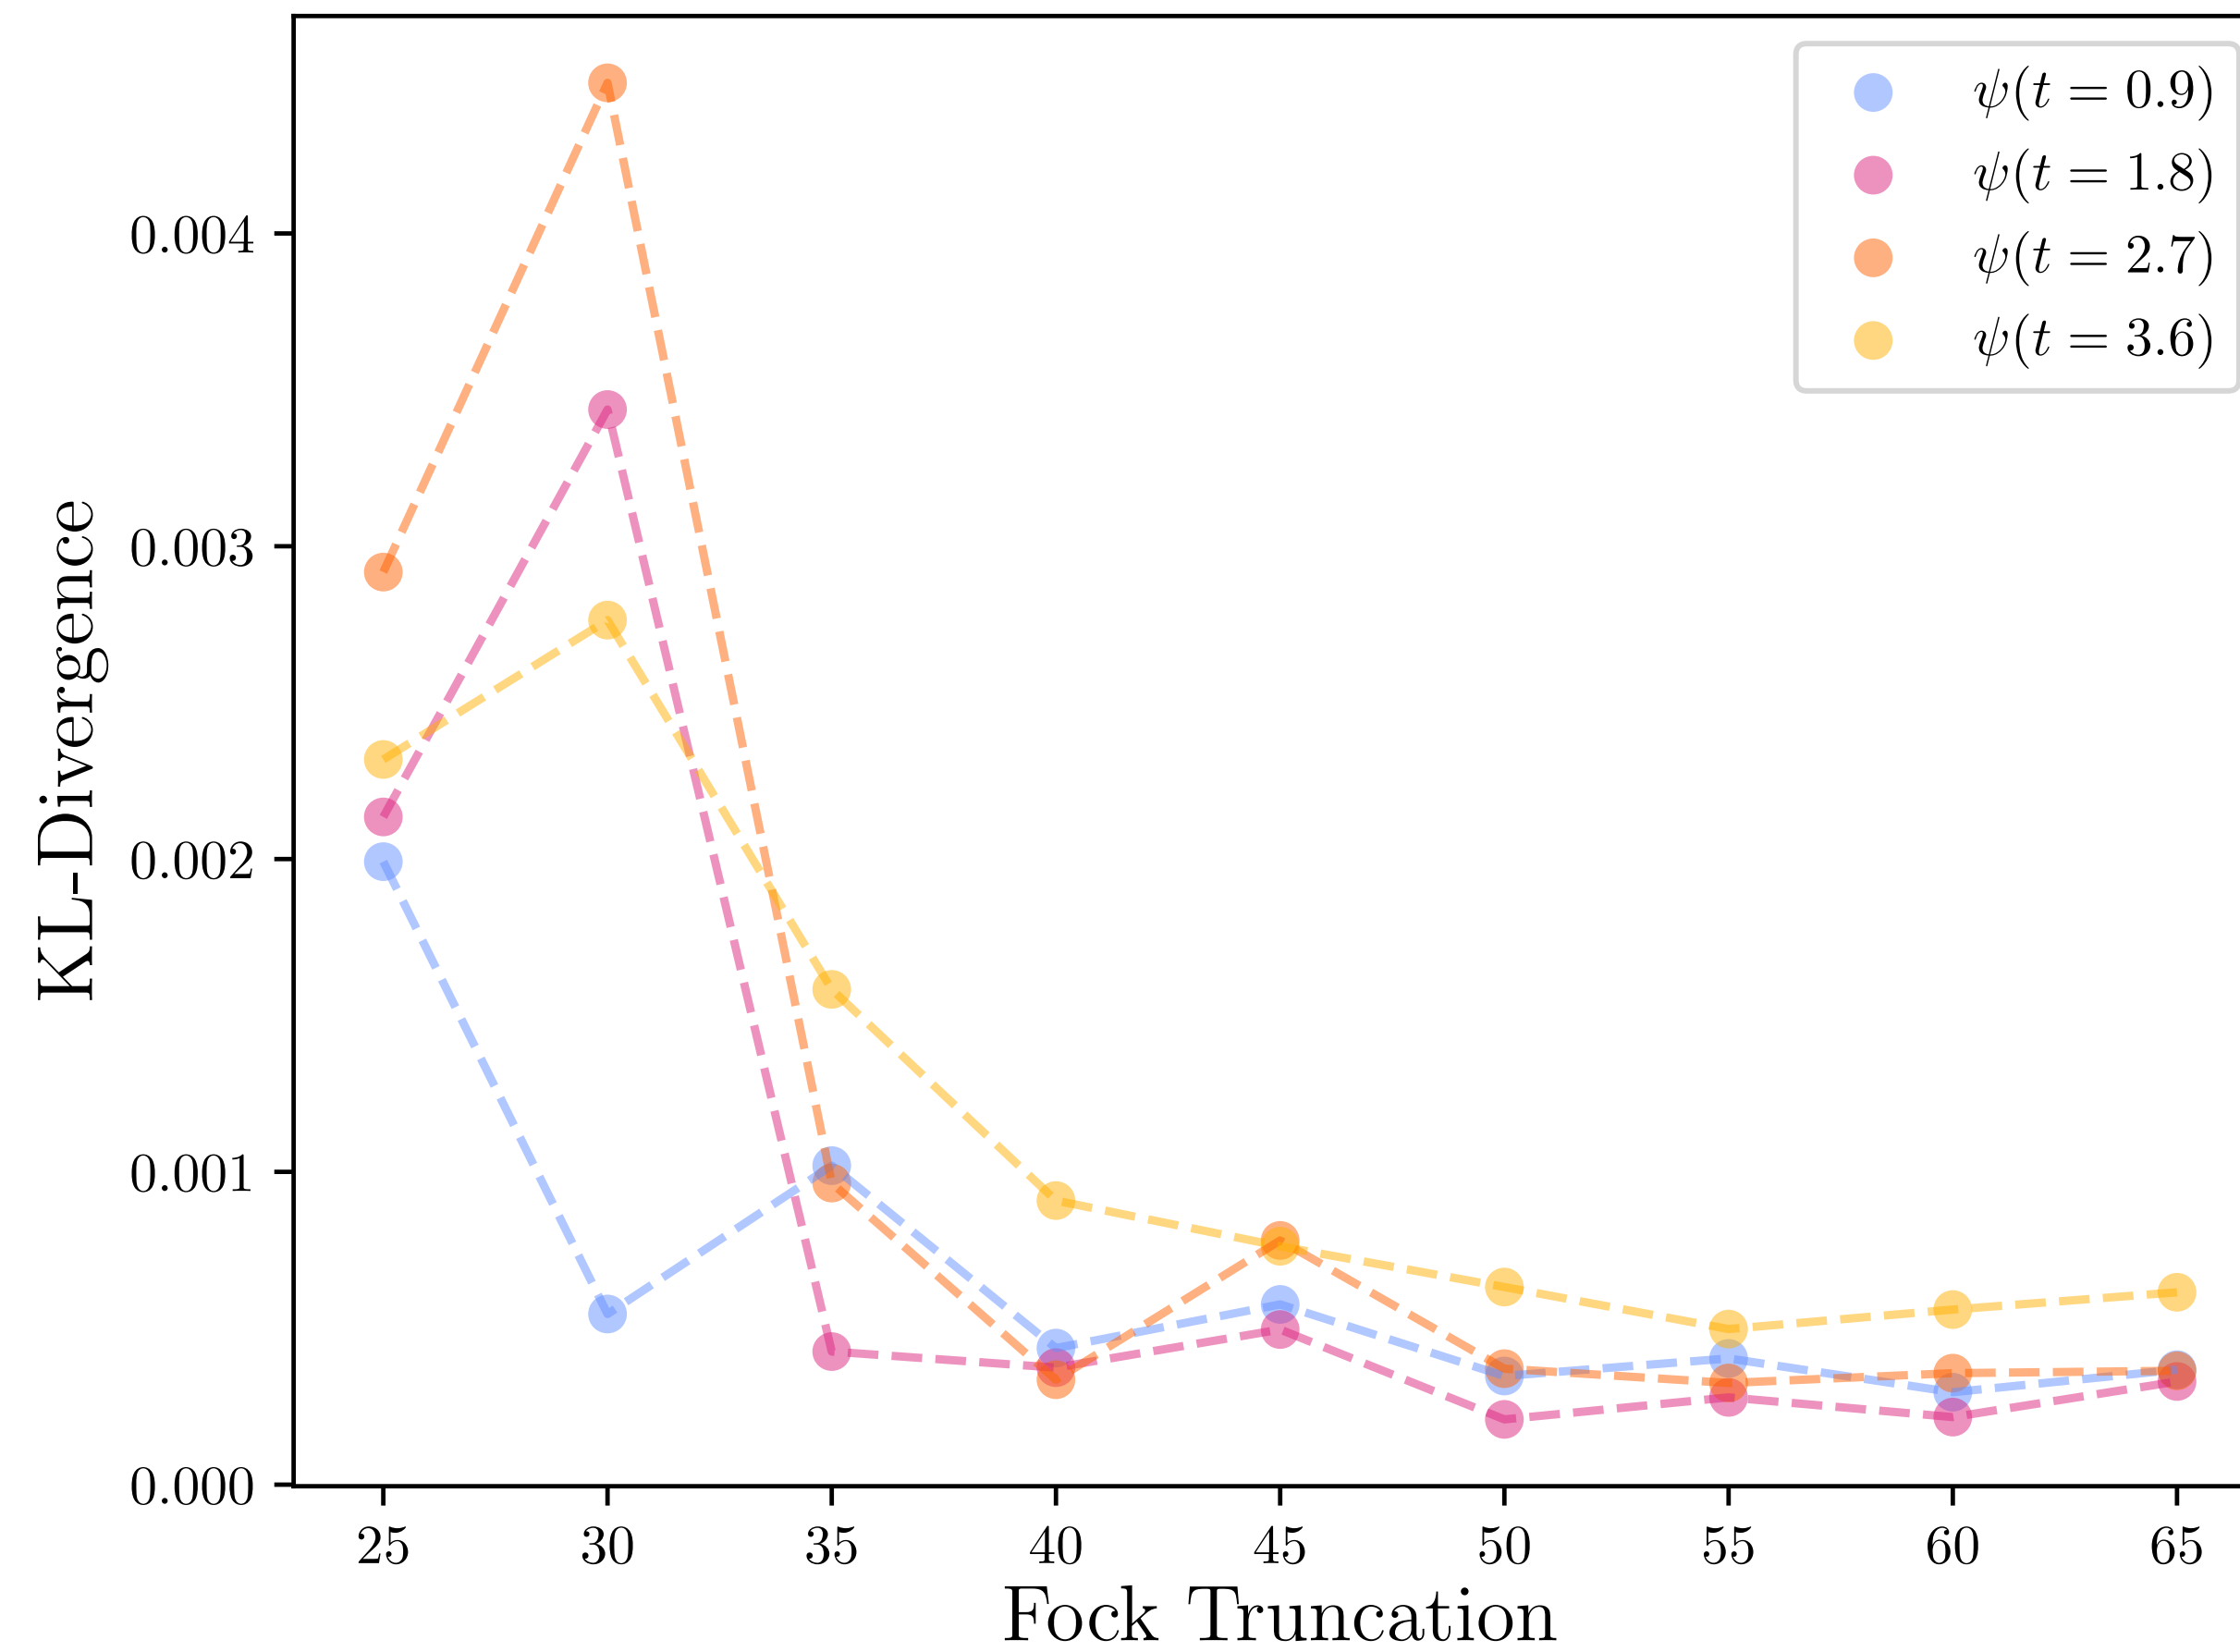 ψ(t = 0.9)
ψ(t = 1.8)
ψ(t = 2.7)
ψ(t = 3.6)
KL-Divergence
0.004
0.003
0.002
0.001
0.000
25 30 35 40 45 50 55 60 65
Fock Truncation